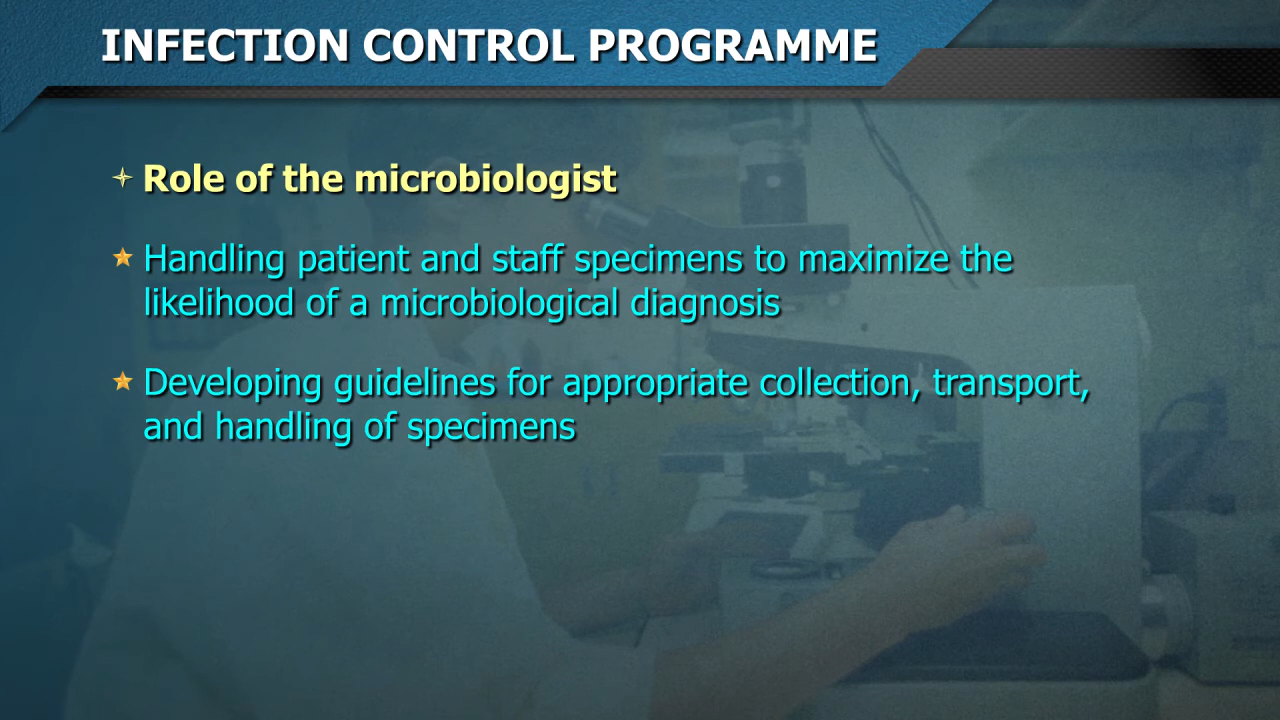 INFECTION CONTROL PROGRAMME
Role of the microbiologist
Handling patient and staff specimens to maximize the
likelihood of a microbiological diagnosis
Developing guidelines for appropriate collection, transport,
and handling of specimens